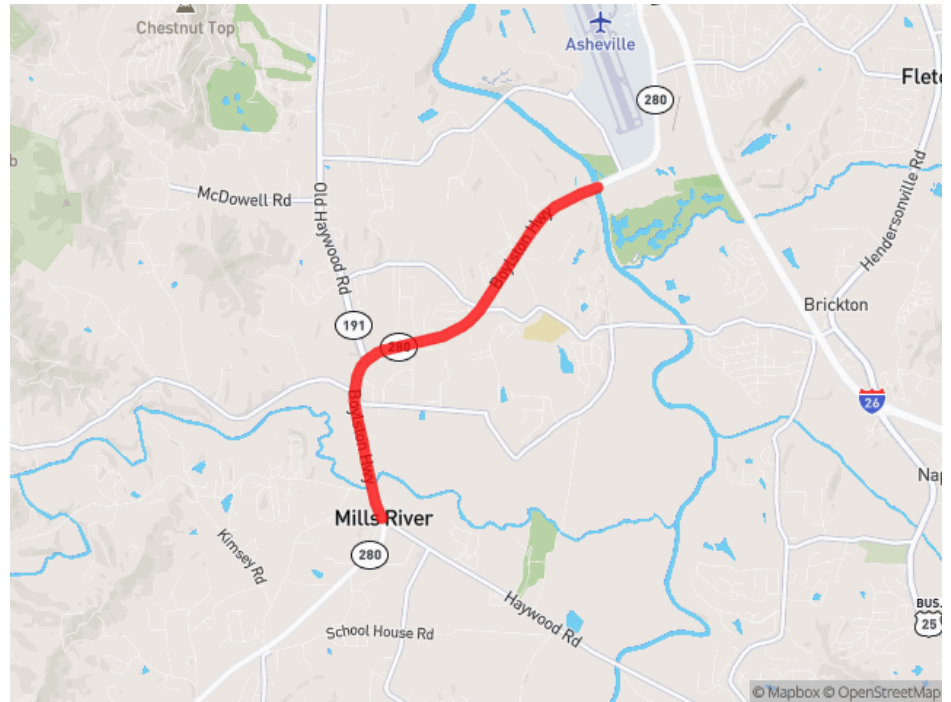 Chestnut Top
Asheville
Fletc
280
b
McDowell Rd
Old Haywood Rd
Hendersonville Rd
Boylston Hwy
Brickton
191
280
26
Boylston Hwy
Nap
Mills River
280
Kimsey Rd
Haywood Rd
School House Rd
BUS.
25
© Mapbox © OpenStreetMap